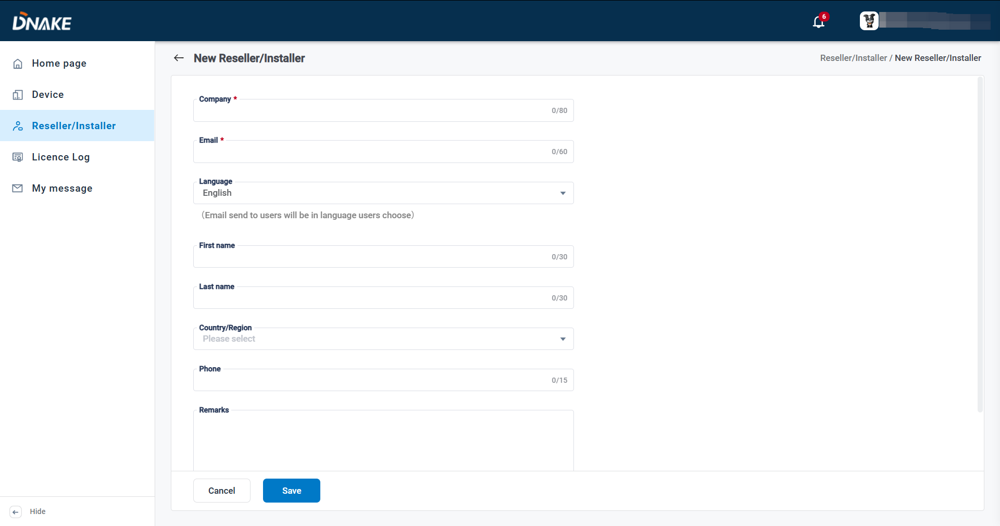 DNAKE
6
Home page
Device
Reseller/Installer
Licence Log
My message
Hide
New Reseller/Installer
Reseller/Installer / New Reseller/Installer
Company *
0/80
Email *
0/60
Language
English
(Email send to users will be in language users choose)
First name
0/30
Last name
0/30
Country/Region
Please select
Phone
0/15
Remarks
Cancel
Save